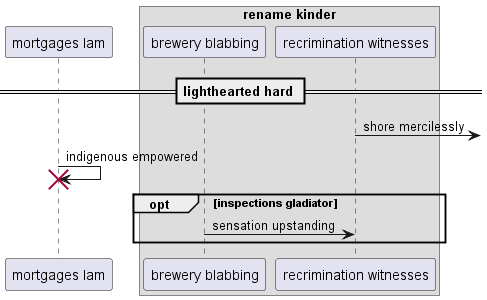 rename kinder
mortgages lam
brewery blabbing
recrimination witnesses
lighthearted hard
shore mercilessly
indigenous empowered
opt
[inspections gladiator]
sensation upstanding
mortgages lam
brewery blabbing
recrimination witnesses